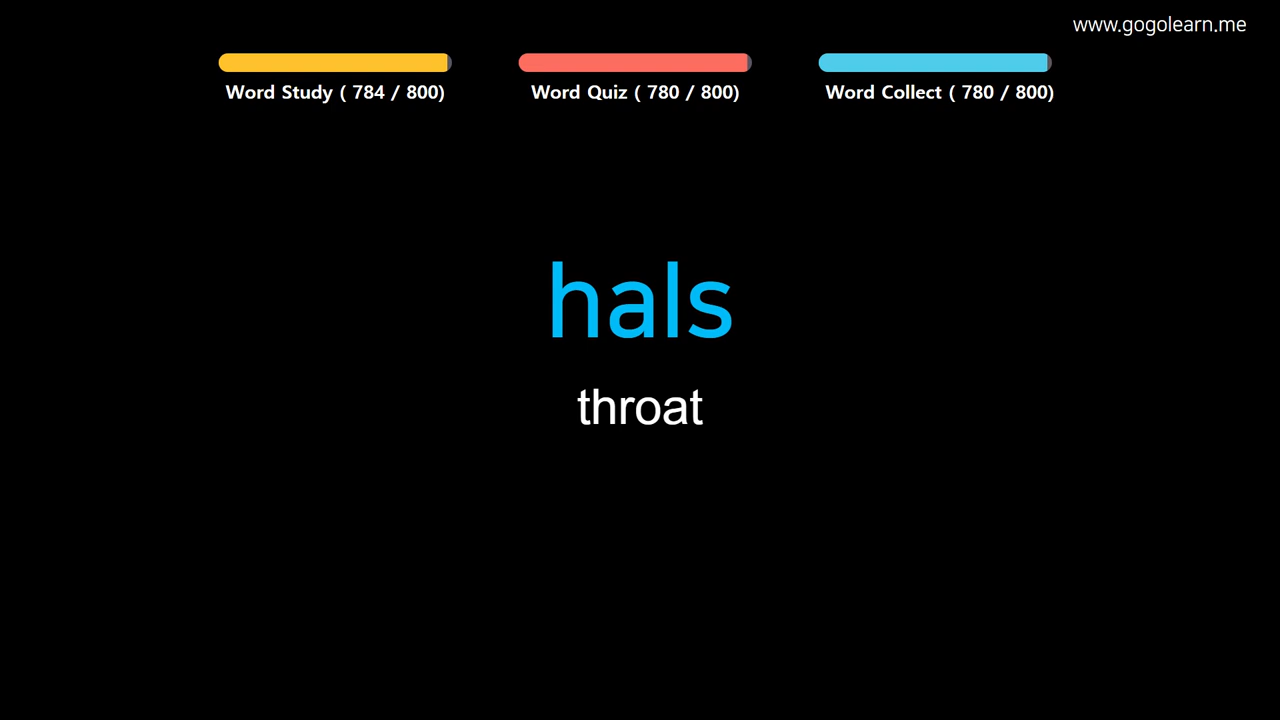 www.gogolearn.me
Word Study ( 784 / 800)
Word Quiz ( 780 / 800)
Word Collect ( 780 / 800)
hals
throat